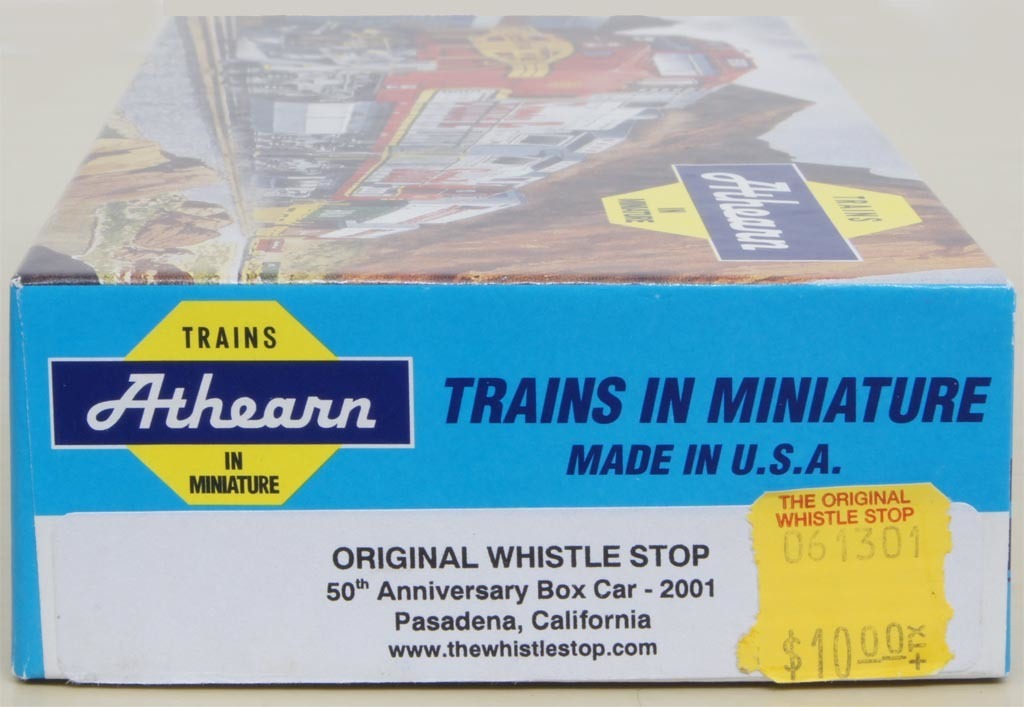 TRAINS
Athearn
IN
MINIATURE
TRAINS
Athearn
IN
MINIATURE
TRAINS IN MINIATURE
MADE IN U.S.A.
ORIGINAL WHISTLE STOP
50th Anniversary Box Car - 2001
Pasadena, California
www.thewhistlestop.com
THE ORIGINAL
WHISTLE STOP
061301
$10.00 +TX